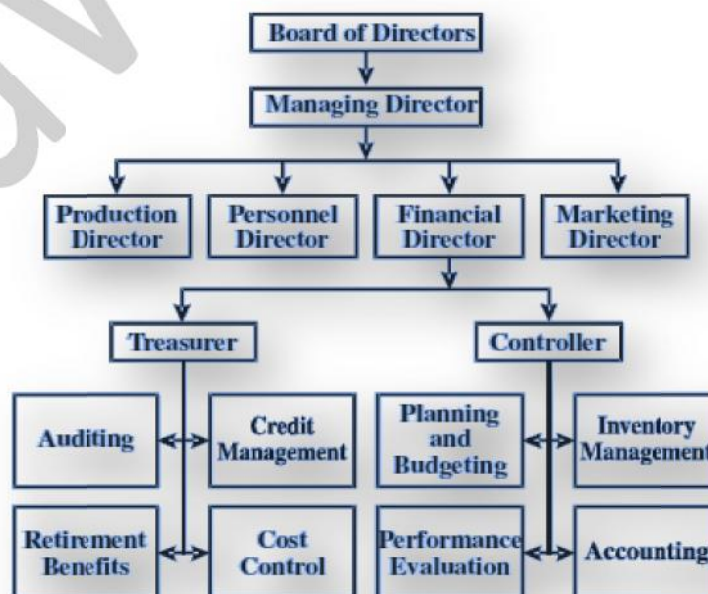 Board of Directors
Managing Director
Production
Director
Personnel
Director
Financial
Director
Marketing
Director
Treasurer
Controller
Auditing
Credit
Management
Planning
and
Budgeting
Inventory
Management
Retirement
Benefits
Cost
Control
Performance
Evaluation
Accounting